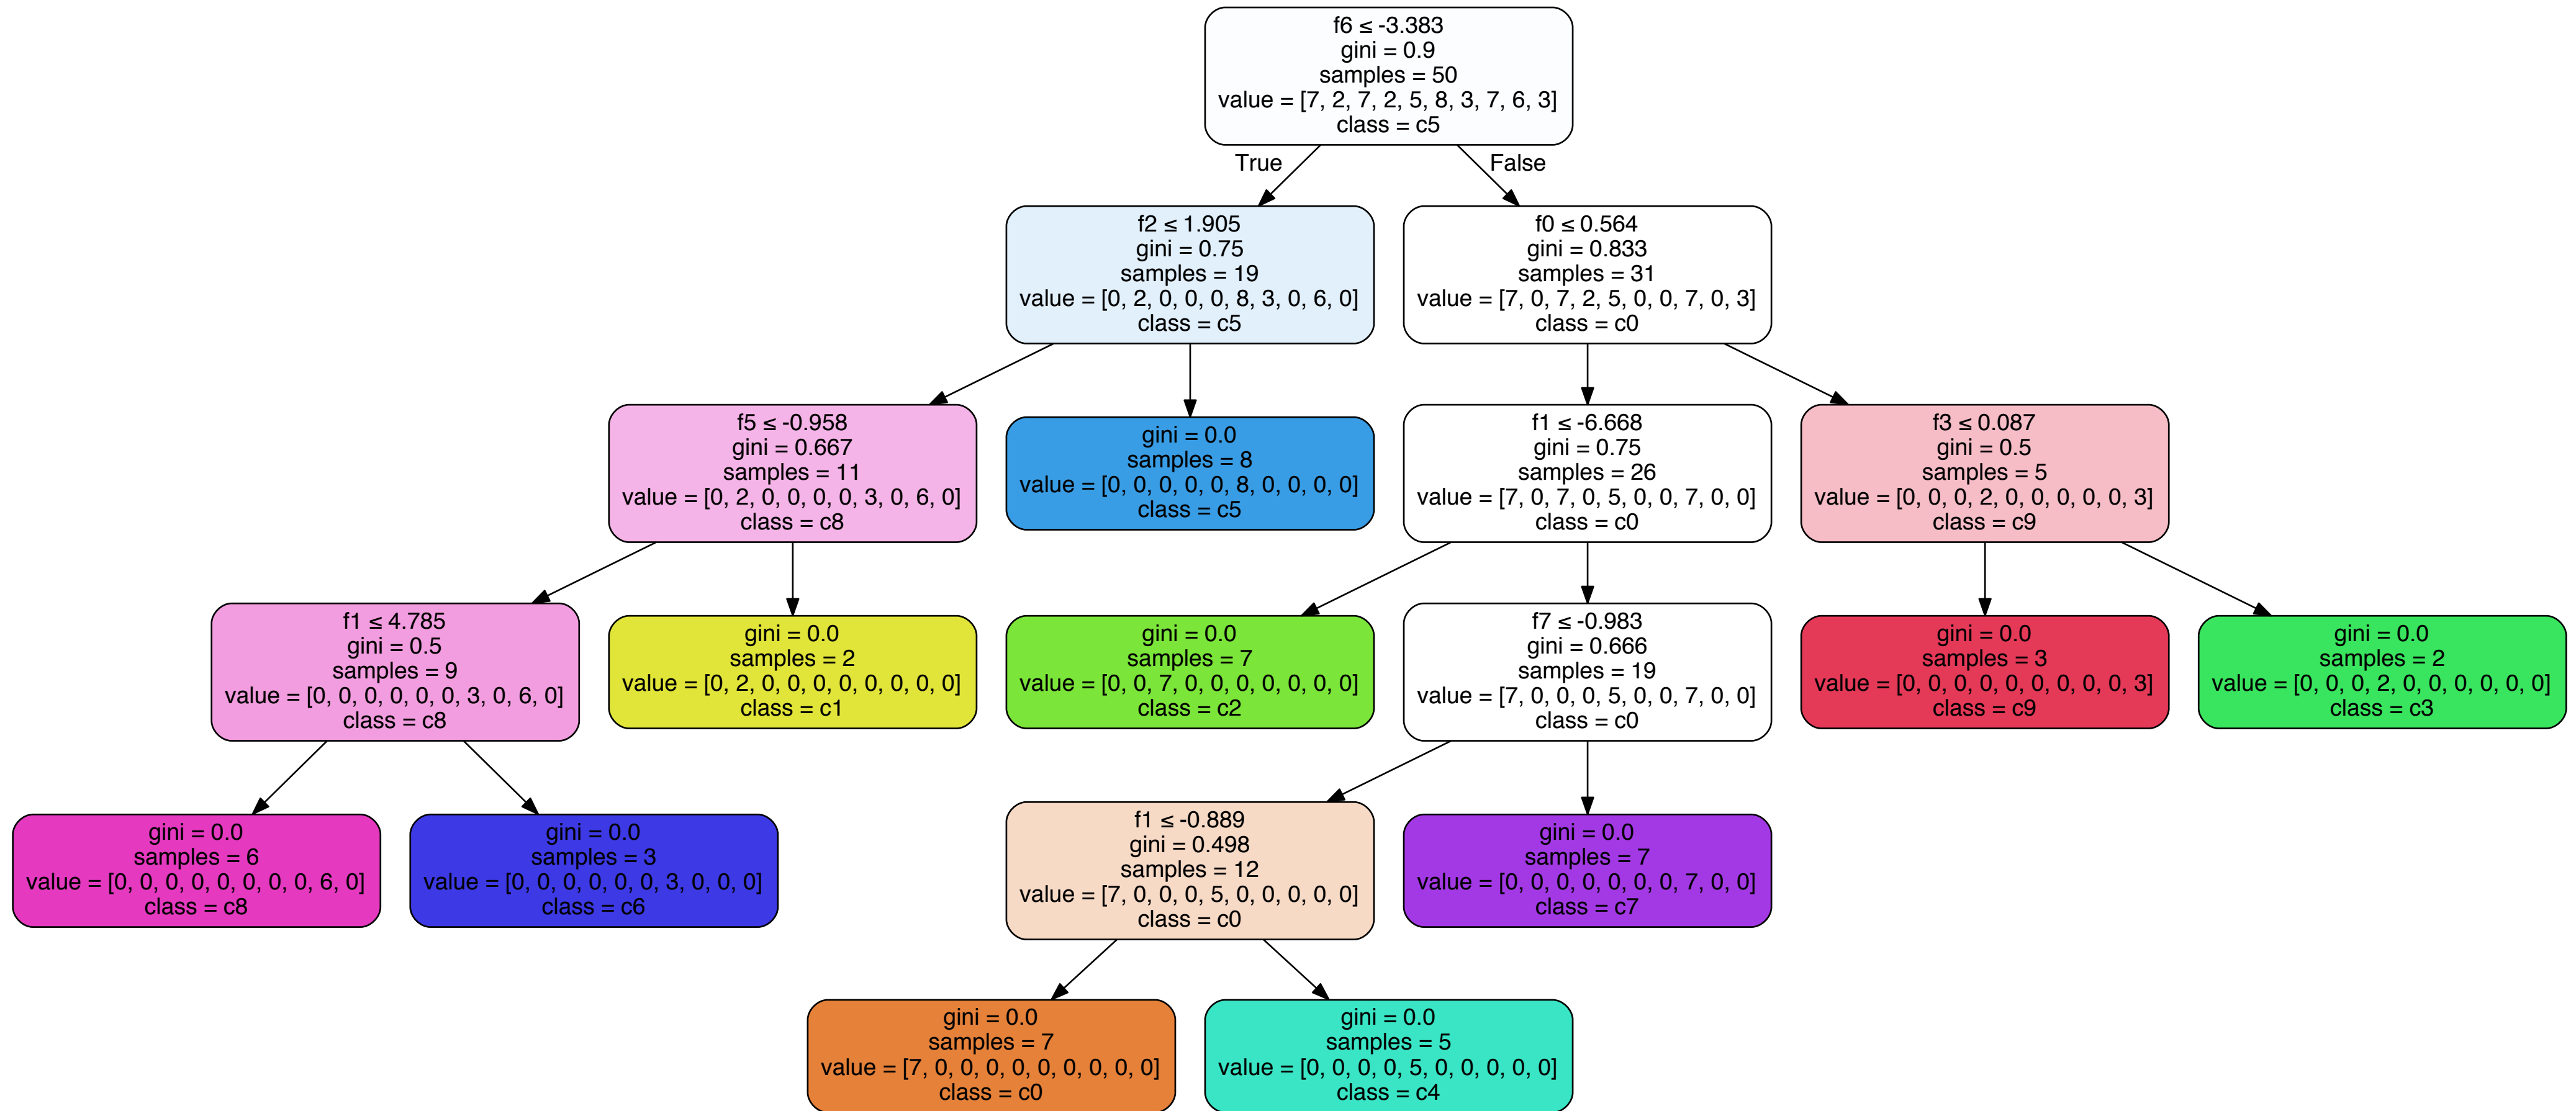 f6 ≤ -3.383
gini = 0.9
samples = 50
value = [7, 2, 7, 2, 5, 8, 3, 7, 6, 3]
class = c5
True
False
f2 ≤ 1.905
gini = 0.75
samples = 19
value = [0, 2, 0, 0, 0, 8, 3, 0, 6, 0]
class = c5
f0 ≤ 0.564
gini = 0.833
samples = 31
value = [7, 0, 7, 2, 5, 0, 0, 7, 0, 3]
class = c0
f5 ≤ -0.958
gini = 0.667
samples = 11
value = [0, 2, 0, 0, 0, 0, 3, 0, 6, 0]
class = c8
gini = 0.0
samples = 8
value = [0, 0, 0, 0, 0, 8, 0, 0, 0, 0]
class = c5
f1 ≤ -6.668
gini = 0.75
samples = 26
value = [7, 0, 7, 0, 5, 0, 0, 7, 0, 0]
class = c0
f3 ≤ 0.087
gini = 0.5
samples = 5
value = [0, 0, 0, 2, 0, 0, 0, 0, 0, 3]
class = c9
f1 ≤ 4.785
gini = 0.5
samples = 9
value = [0, 0, 0, 0, 0, 0, 3, 0, 6, 0]
class = c8
gini = 0.0
samples = 2
value = [0, 2, 0, 0, 0, 0, 0, 0, 0, 0]
class = c1
gini = 0.0
samples = 7
value = [0, 0, 7, 0, 0, 0, 0, 0, 0, 0]
class = c2
f7 ≤ -0.983
gini = 0.666
samples = 19
value = [7, 0, 0, 0, 5, 0, 0, 7, 0, 0]
class = c0
gini = 0.0
samples = 3
value = [0, 0, 0, 0, 0, 0, 0, 0, 0, 3]
class = c9
gini = 0.0
samples = 2
value = [0, 0, 0, 2, 0, 0, 0, 0, 0, 0]
class = c3
gini = 0.0
samples = 6
value = [0, 0, 0, 0, 0, 0, 0, 0, 6, 0]
class = c8
gini = 0.0
samples = 3
value = [0, 0, 0, 0, 0, 0, 3, 0, 0, 0]
class = c6
f1 ≤ -0.889
gini = 0.498
samples = 12
value = [7, 0, 0, 0, 5, 0, 0, 0, 0, 0]
class = c0
gini = 0.0
samples = 7
value = [0, 0, 0, 0, 0, 0, 0, 7, 0, 0]
class = c7
gini = 0.0
samples = 7
value = [7, 0, 0, 0, 0, 0, 0, 0, 0, 0]
class = c0
gini = 0.0
samples = 5
value = [0, 0, 0, 0, 5, 0, 0, 0, 0, 0]
class = c4